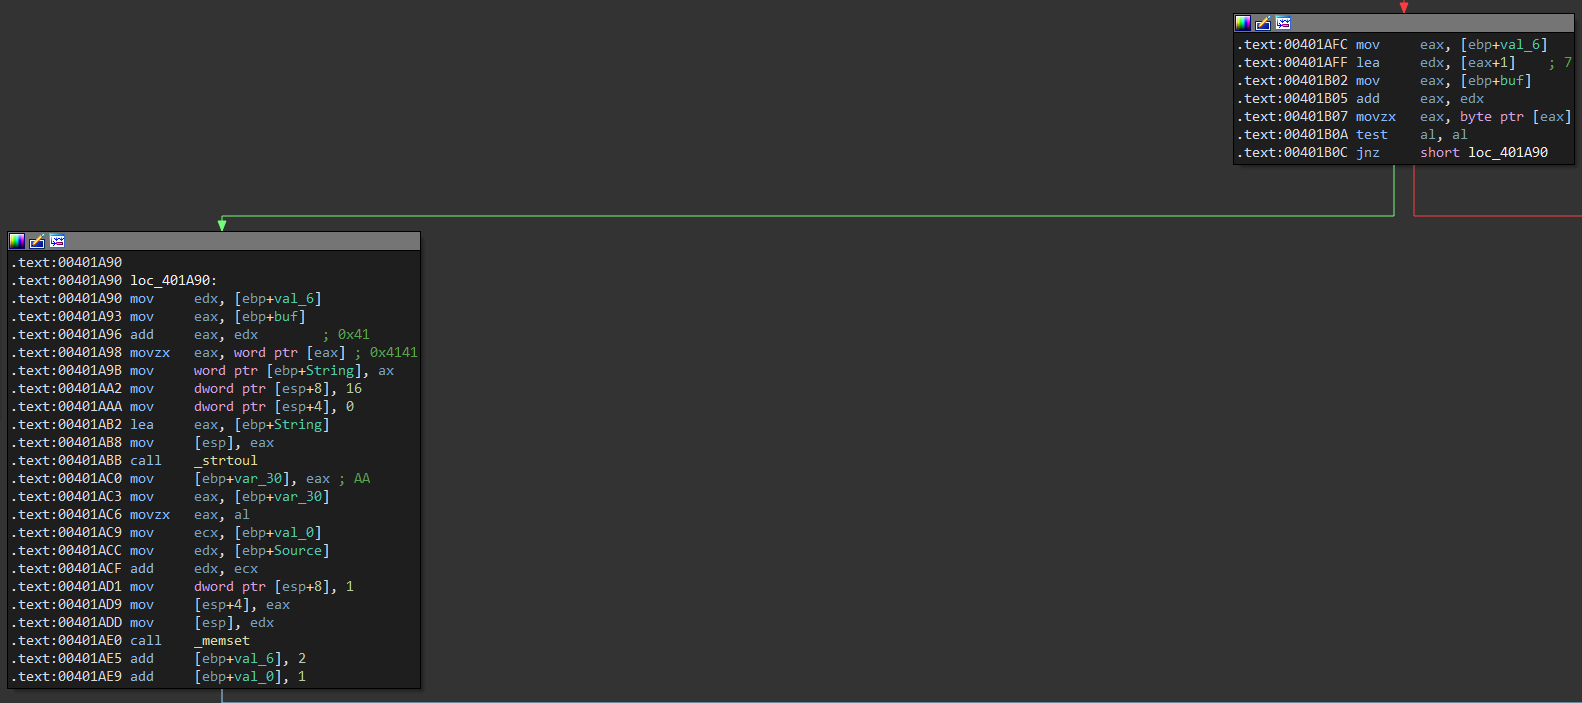 .text:00401AFC mov     eax, [ebp+val_6]
.text:00401AFF lea     edx, [eax+1]    ; 7
.text:00401B02 mov     eax, [ebp+buf]
.text:00401B05 add     eax, edx
.text:00401B07 movzx   eax, byte ptr [eax]
.text:00401B0A test    al, al
.text:00401B0C jnz     short loc_401A90
.text:00401A90
.text:00401A90 loc_401A90:
.text:00401A90 mov     edx, [ebp+val_6]
.text:00401A93 mov     eax, [ebp+buf]
.text:00401A96 add     eax, edx        ; 0x41
.text:00401A98 movzx   eax, word ptr [eax] ; 0x4141
.text:00401A9B mov     word ptr [ebp+String], ax
.text:00401AA2 mov     dword ptr [esp+8], 16
.text:00401AAA mov     dword ptr [esp+4], 0
.text:00401AB2 lea     eax, [ebp+String]
.text:00401AB8 mov     [esp], eax
.text:00401ABB call    _strtoul
.text:00401AC0 mov     [ebp+var_30], eax ; AA
.text:00401AC3 mov     eax, [ebp+var_30]
.text:00401AC6 movzx   eax, al
.text:00401AC9 mov     ecx, [ebp+val_0]
.text:00401ACC mov     edx, [ebp+Source]
.text:00401ACF add     edx, ecx
.text:00401AD1 mov     dword ptr [esp+8], 1
.text:00401AD9 mov     [esp+4], eax
.text:00401ADD mov     [esp], edx
.text:00401AE0 call    _memset
.text:00401AE5 add     [ebp+val_6], 2
.text:00401AE9 add     [ebp+val_0], 1